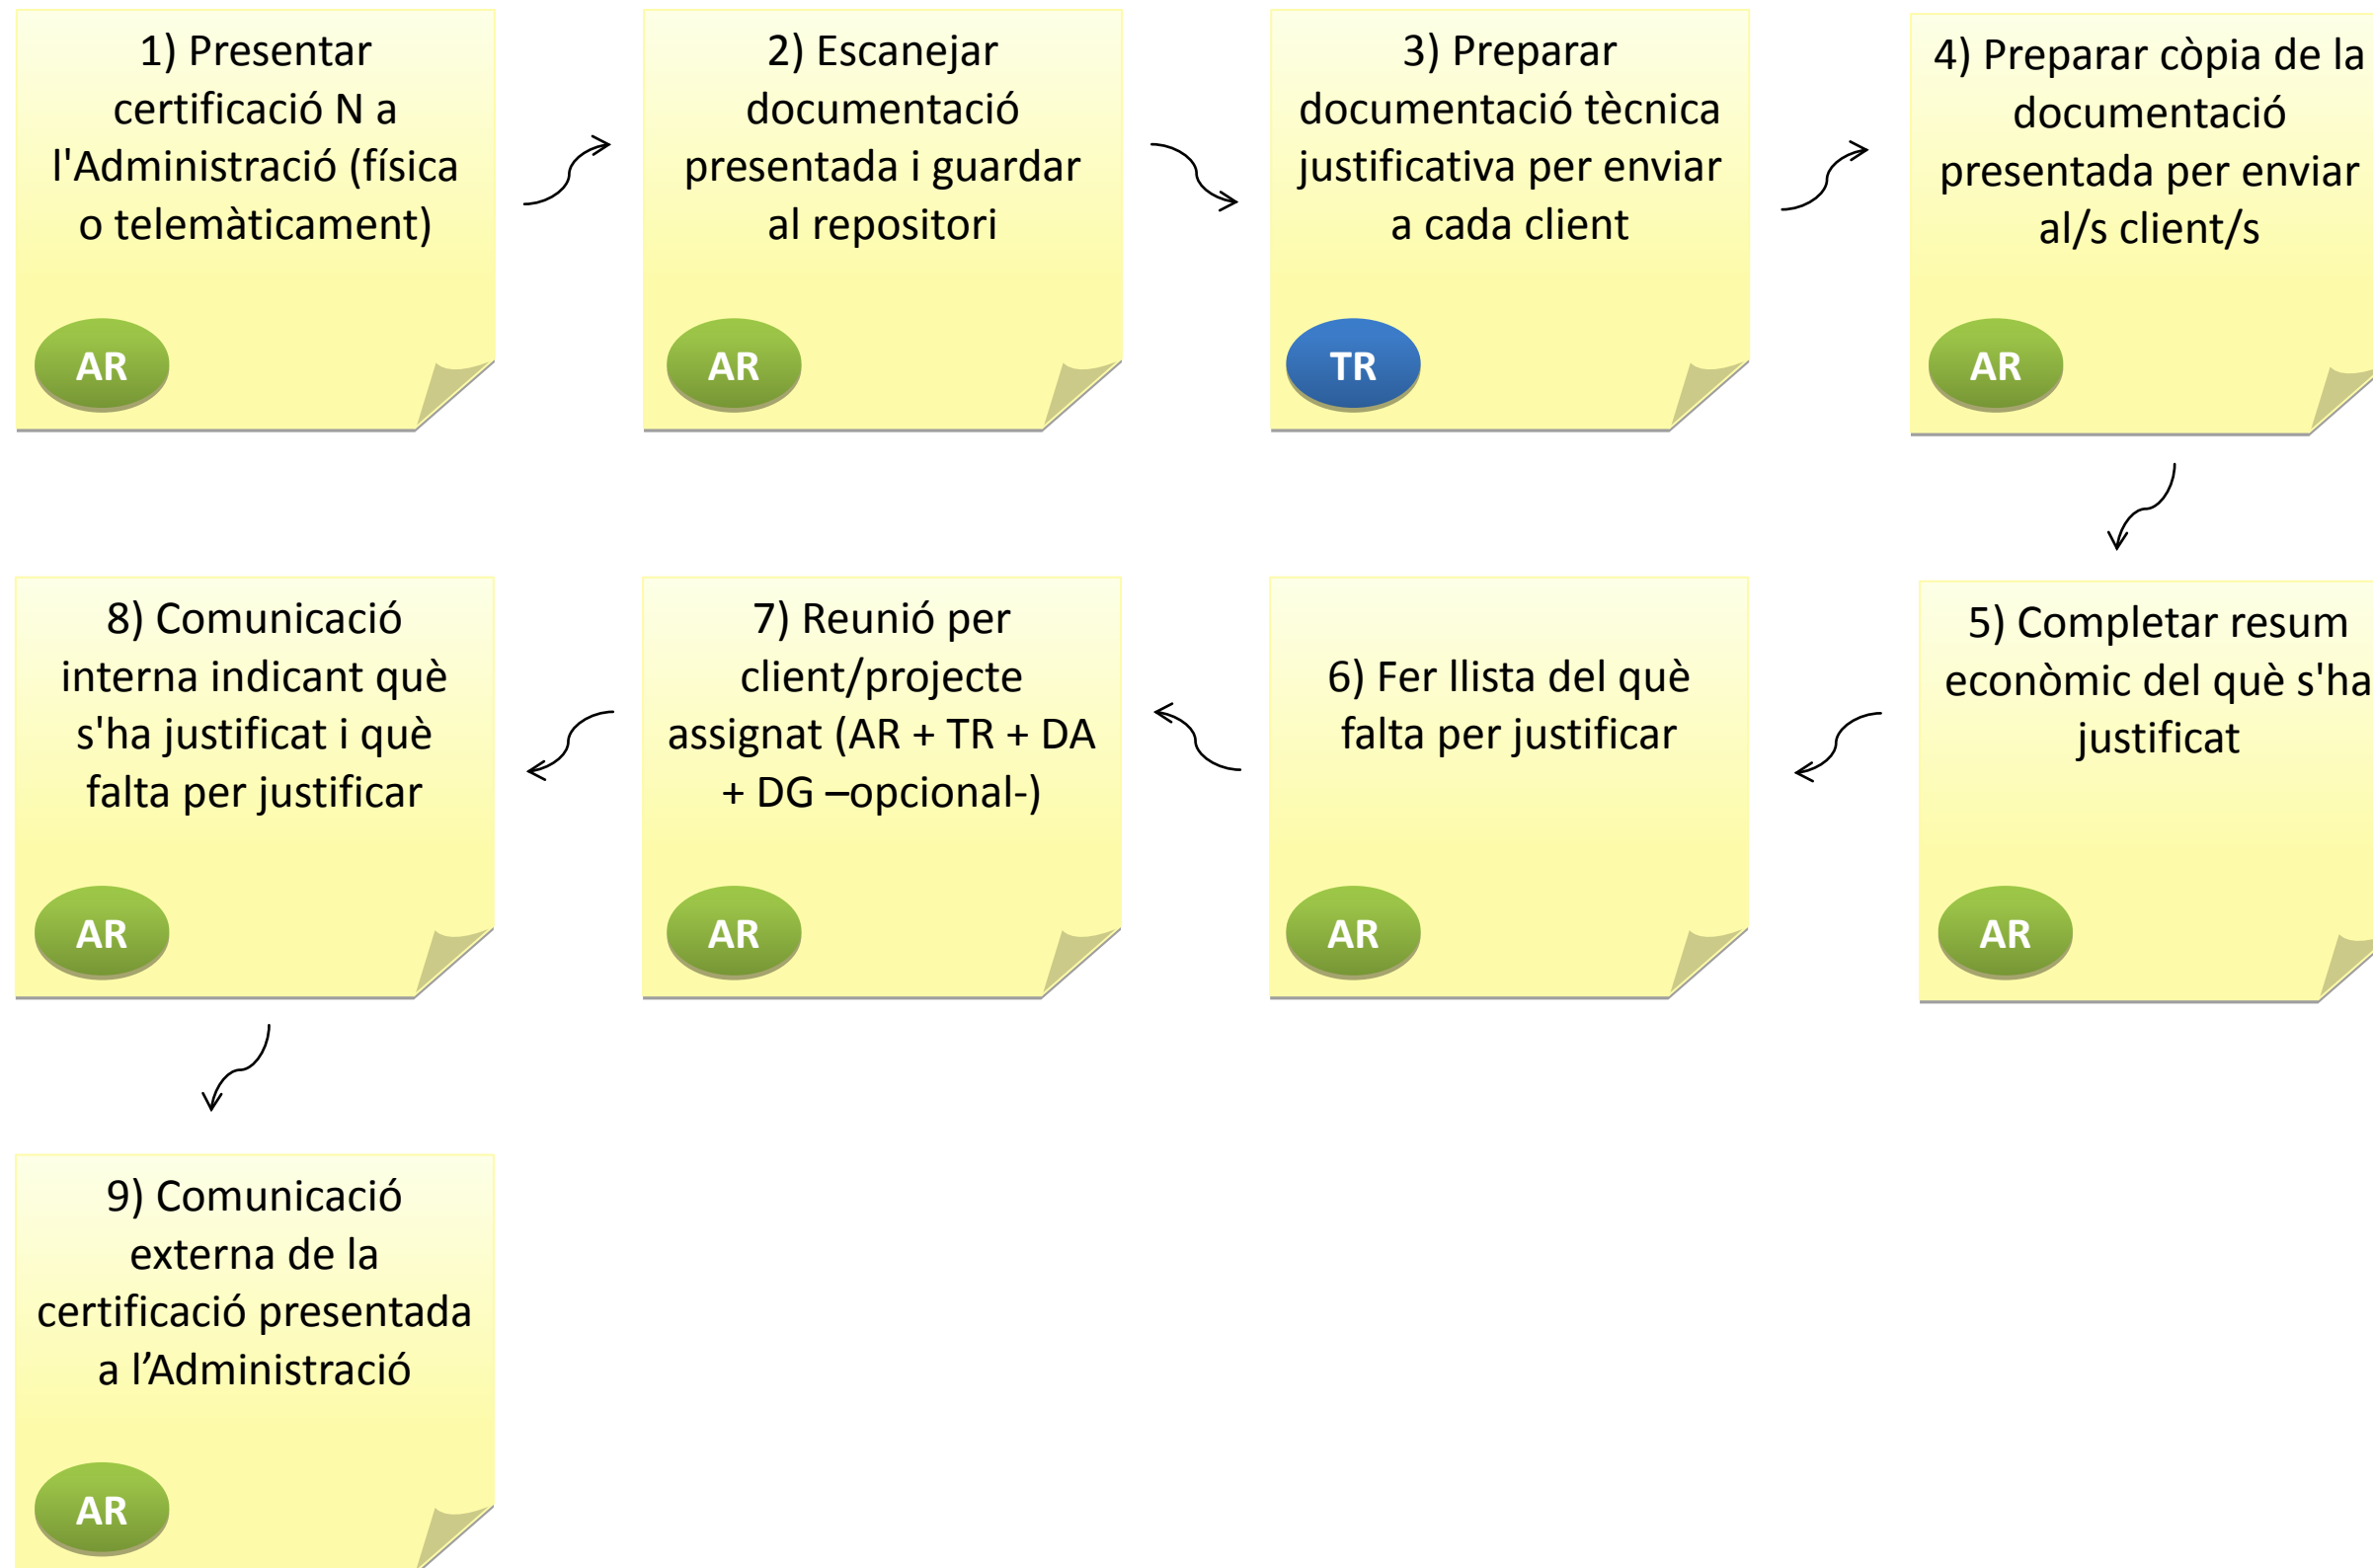 1) Presentar
certificació N a
l'Administració (física
o telemàticament)
AR
2) Escanejar
documentació
presentada i guardar
al repositori
AR
3) Preparar
documentació tècnica
justificativa per enviar
a cada client
TR
4) Preparar còpia de la
documentació
presentada per enviar
al/s client/s
AR
5) Completar resum
econòmic del què s'ha
justificat
AR
6) Fer llista del què
falta per justificar
AR
7) Reunió per
client/projecte
assignat (AR + TR + DA
+ DG –opcional-)
AR
8) Comunicació
interna indicant què
s'ha justificat i què
falta per justificar
AR
9) Comunicació
externa de la
certificació presentada
a l’Administració
AR